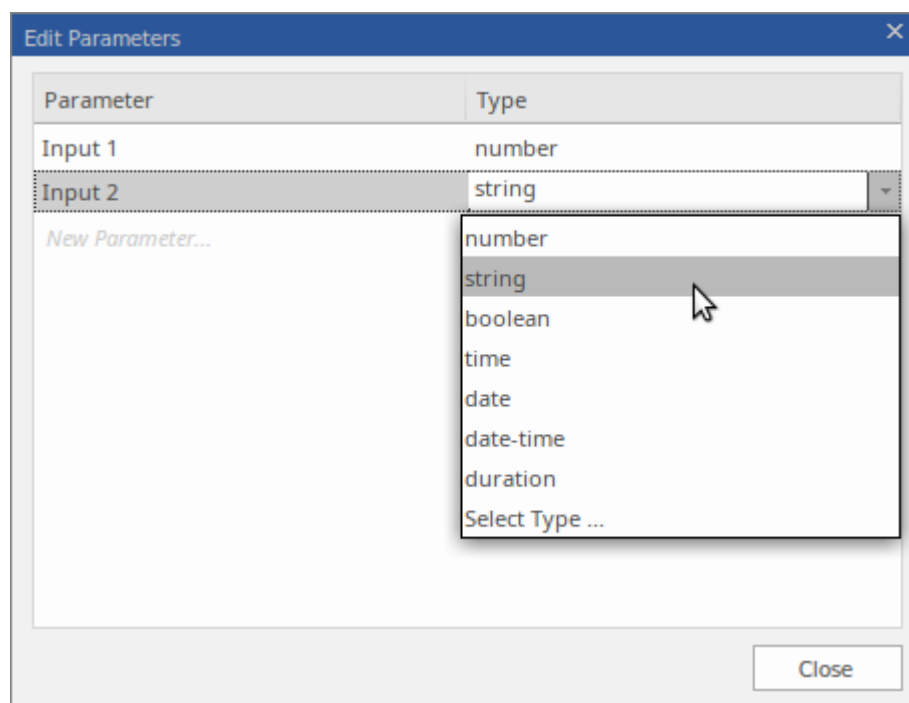 Edit Parameters
Parameter Type
Input 1 number
Input 2 string
New Parameter...
number
string
boolean
time
date
date-time
duration
Select Type ...
Close